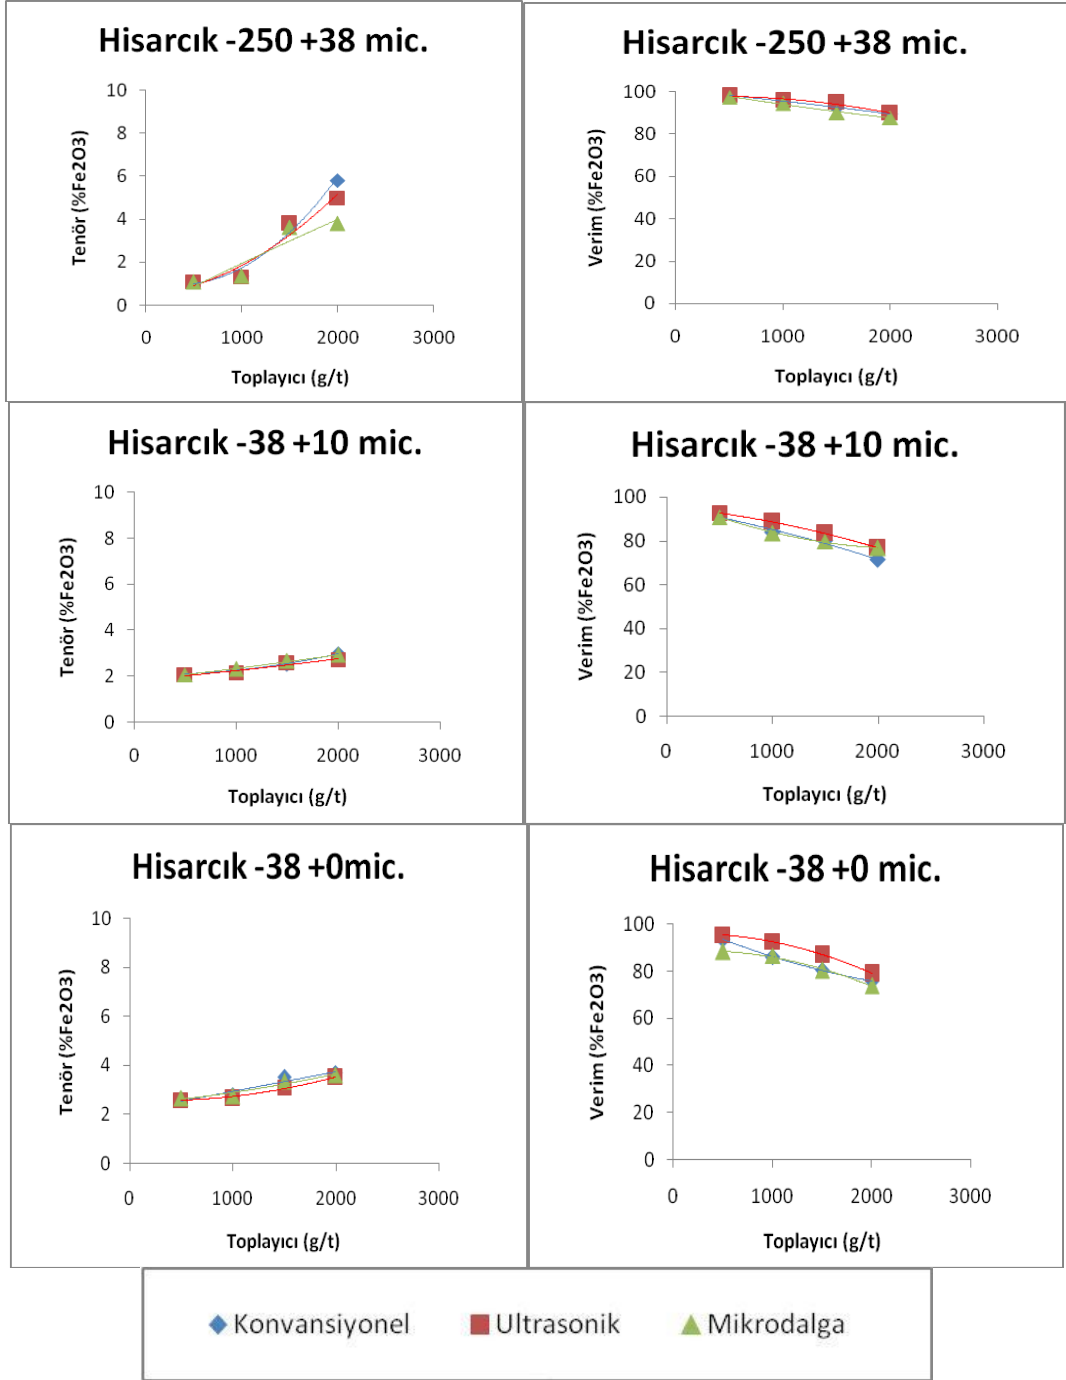 Hisarcık -250 +38 mic.
10
8
6
4
2
0
0 1000 2000 3000
Tenör (%Fe2O3)
Toplayıcı (g/t)
Hisarcık -250 +38 mic.
100
80
60
40
20
0
0 1000 2000 3000
Verim (%Fe2O3)
Toplayıcı (g/t)
Hisarcık -38 +10 mic.
10
8
6
4
2
0
0 1000 2000 3000
Tenör (%Fe2O3)
Toplayıcı (g/t)
Hisarcık -38 +10 mic.
100
80
60
40
20
0
0 1000 2000 3000
Verim (%Fe2O3)
Toplayıcı (g/t)
Hisarcık -38 +0mic.
10
8
6
4
2
0
0 1000 2000 3000
Tenör (%Fe2O3)
Toplayıcı (g/t)
Hisarcık -38 +0 mic.
100
80
60
40
20
0
0 1000 2000 3000
Verim (%Fe2O3)
Toplayıcı (g/t)
Konvansiyonel Ultrasonik Mikrodalga